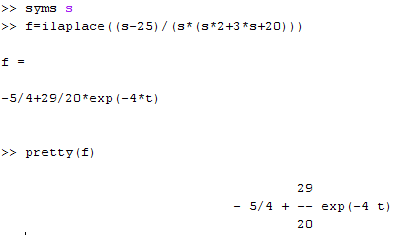 >> syms s
>> f=ilaplace((s-25)/(s*(s*2+3*s+20)))
f =
-5/4+29/20*exp(-4*t)
>> pretty(f)
29
- 5/4 + -- exp(-4 t)
20